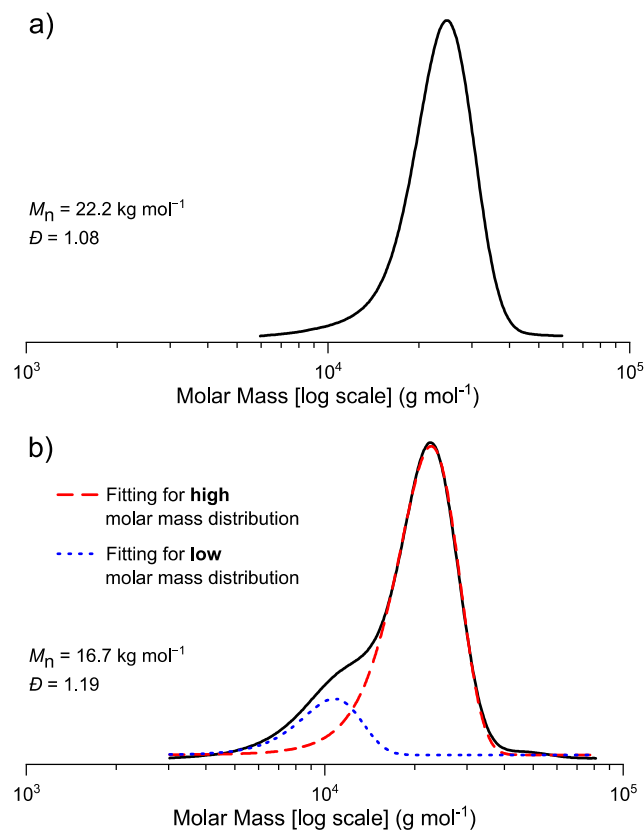 a)
Mn = 22.2 kg mol⁻¹
Đ = 1.08
10³ 10⁴ 10⁵
Molar Mass [log scale] (g mol⁻¹)
b)
Fitting for high
molar mass distribution
Fitting for low
molar mass distribution
Mn = 16.7 kg mol⁻¹
Đ = 1.19
10³ 10⁴ 10⁵
Molar Mass [log scale] (g mol⁻¹)